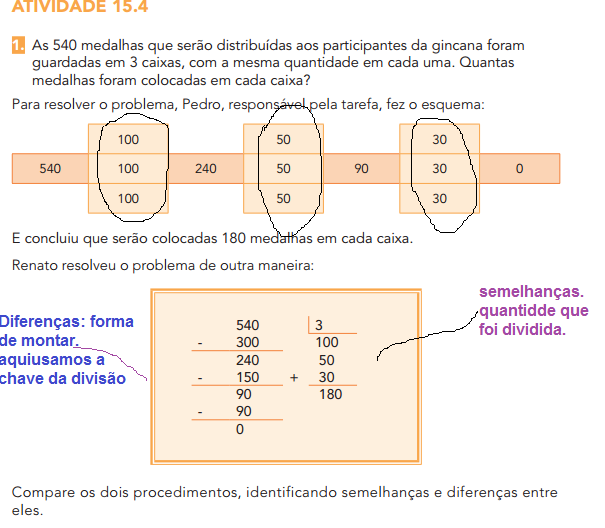 ATIVIDADE 15.4
1. As 540 medalhas que serão distribuídas aos participantes da gincana foram
guardadas em 3 caixas, com a mesma quantidade em cada uma. Quantas
medalhas foram colocadas em cada caixa?
Para resolver o problema, Pedro, responsável pela tarefa, fez o esquema:
100 50 30
540 100 240 50 90 30 0
100 50 30
E concluiu que serão colocadas 180 medalhas em cada caixa.
Renato resolveu o problema de outra maneira:
Diferenças: forma
de montar.
aquiusamos a
chave da divisão
540 3
- 300 100
240 50
- 150 + 30
90 180
- 90
0
semelhanças.
quantidde que
foi dividida.
Compare os dois procedimentos, identificando semelhanças e diferenças entre
eles.